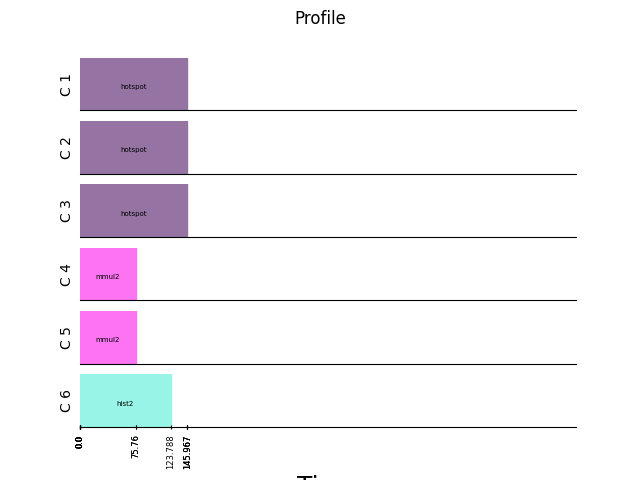 Profile
C 1
hotspot
C 2
hotspot
C 3
hotspot
C 4
mmul2
C 5
mmul2
C 6
hist2
0.0
75.76
123.788
145.967